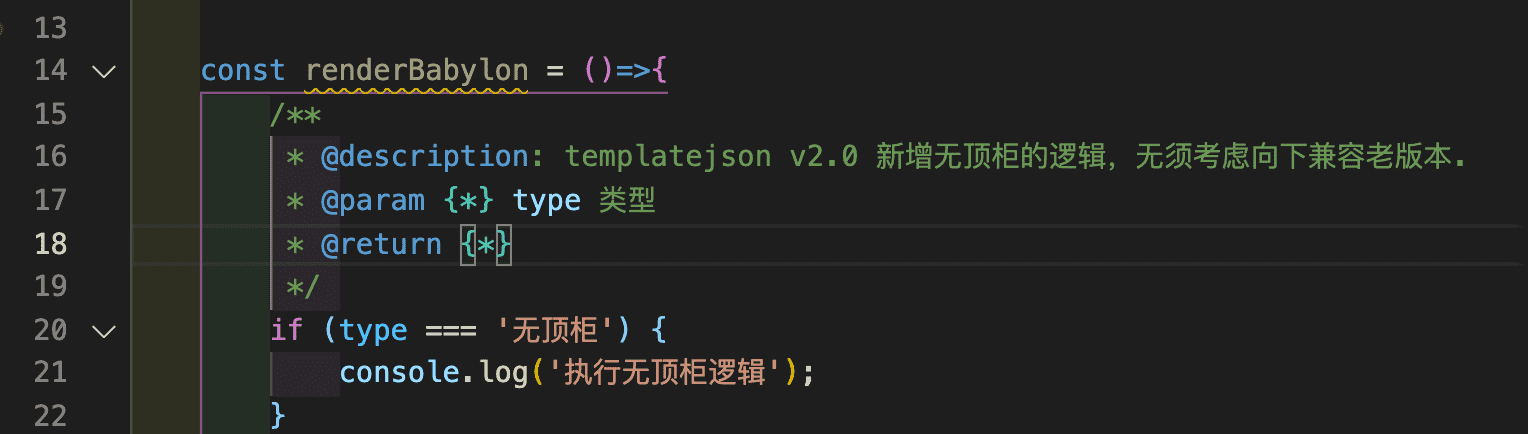 13
14 const renderBabylon = ()=>{
15 /**
16 * @description: templatejson v2.0 新增无顶柜的逻辑，无须考虑向下兼容老版本.
17 * @param {*} type 类型
18 * @return {*}
19 */
20 if (type === '无顶柜') {
21 console.log('执行无顶柜逻辑');
22 }